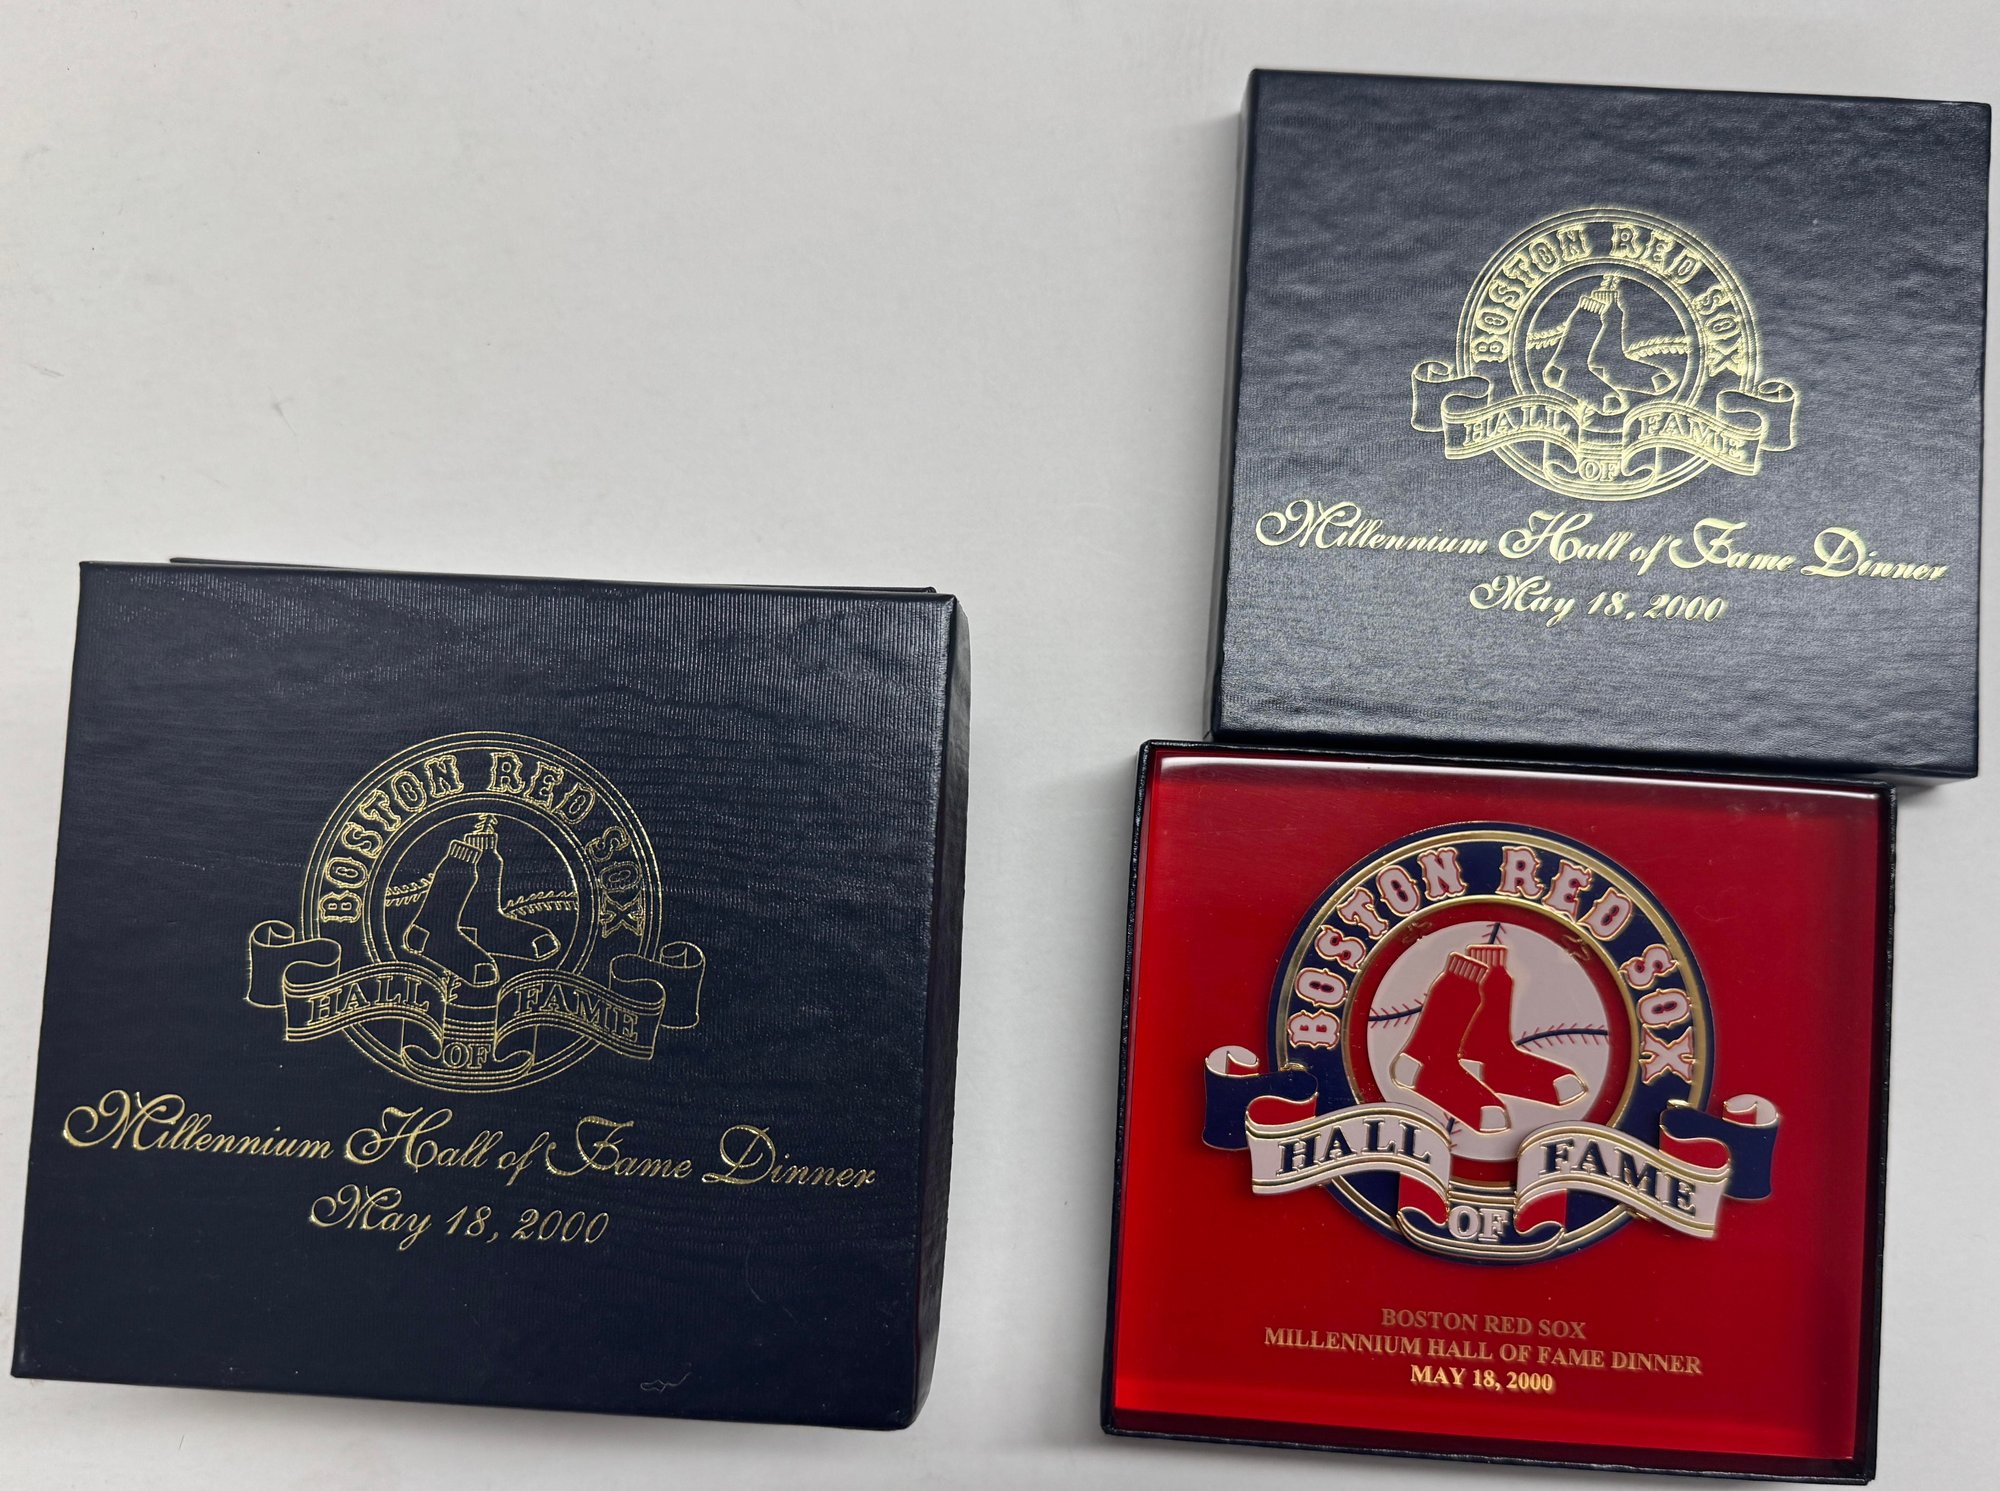 BOSTON RED SOX
HALL OF FAME
Millennium Hall of Fame Dinner
May 18, 2000
BOSTON RED SOX
HALL OF FAME
Millennium Hall of Fame Dinner
May 18, 2000
BOSTON RED SOX
HALL OF FAME
BOSTON RED SOX
MILLENNIUM HALL OF FAME DINNER
MAY 18, 2000